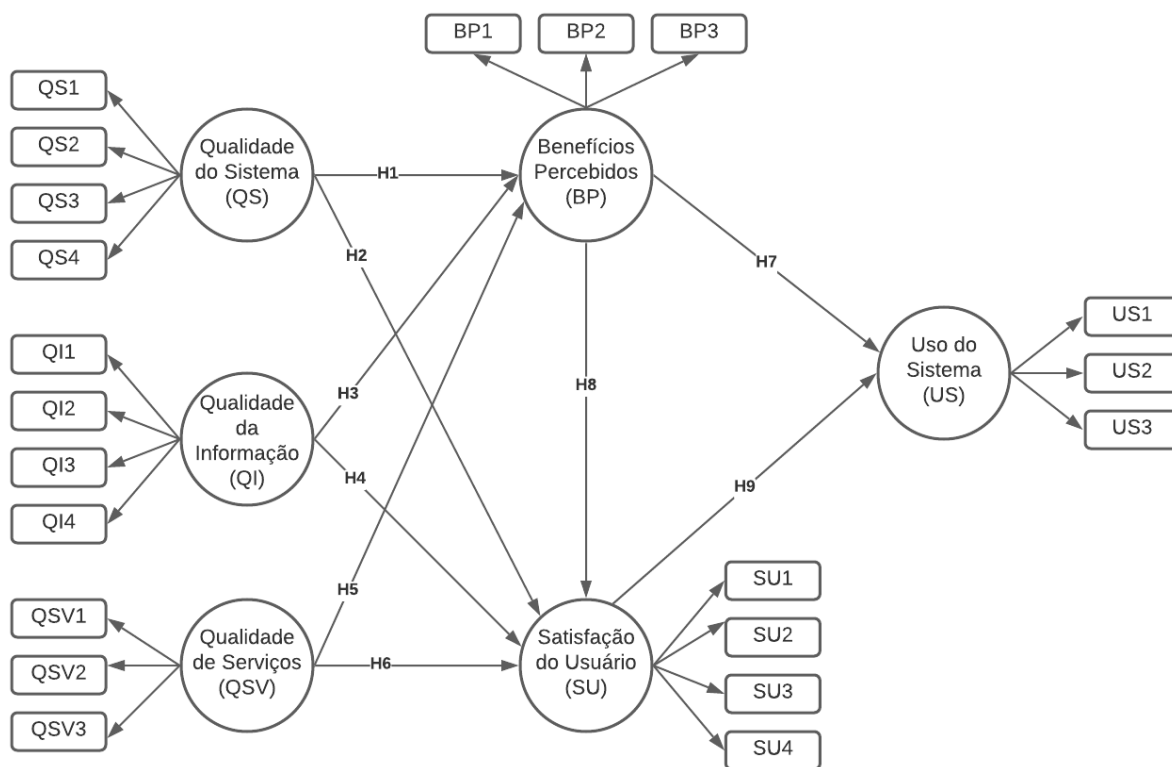 BP1
BP2
BP3
QS1
QS2
QS3
QS4
Qualidade
do Sistema
(QS)
H1
H2
Benefícios
Percebidos
(BP)
H7
H8
QI1
QI2
QI3
QI4
Qualidade
da
Informação
(QI)
H3
H4
Uso do
Sistema
(US)
US1
US2
US3
H9
QSV1
QSV2
QSV3
Qualidade
de Serviços
(QSV)
H5
H6
Satisfação
do Usuário
(SU)
SU1
SU2
SU3
SU4